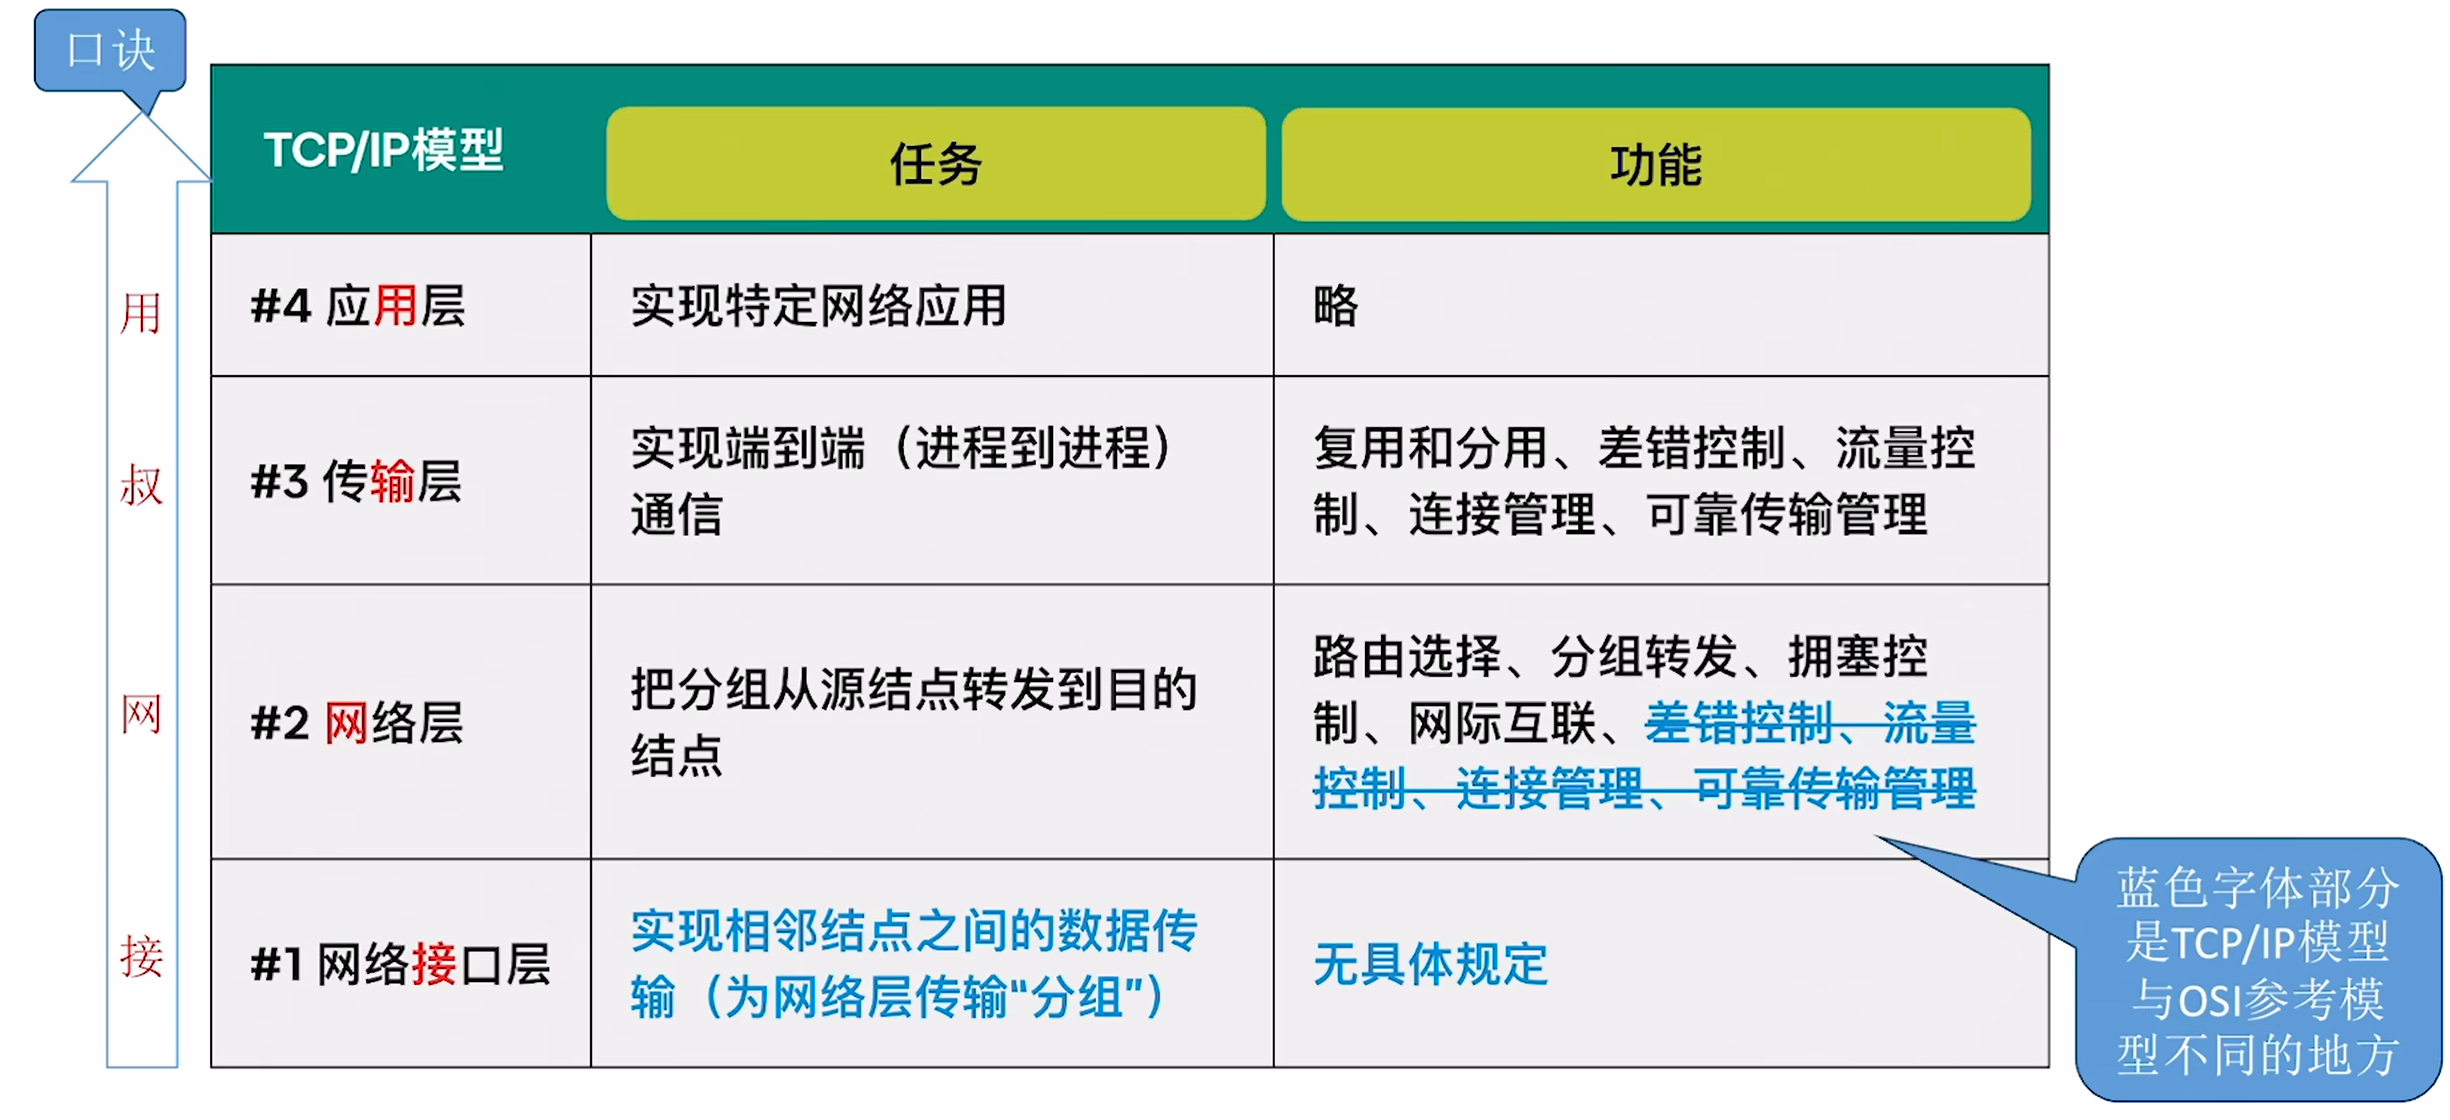 口诀
TCP/IP模型
任务
功能
用
#4 应用层
实现特定网络应用
略
叔
#3 传输层
实现端到端（进程到进程）
通信
复用和分用、差错控制、流量控
制、连接管理、可靠传输管理
网
#2 网络层
把分组从源结点转发到目的
结点
路由选择、分组转发、拥塞控
制、网际互联、差错控制、流量
控制、连接管理、可靠传输管理
接
#1 网络接口层
实现相邻结点之间的数据传
输（为网络层传输“分组”）
无具体规定
蓝色字体部分
是TCP/IP模型
与OSI参考模
型不同的地方